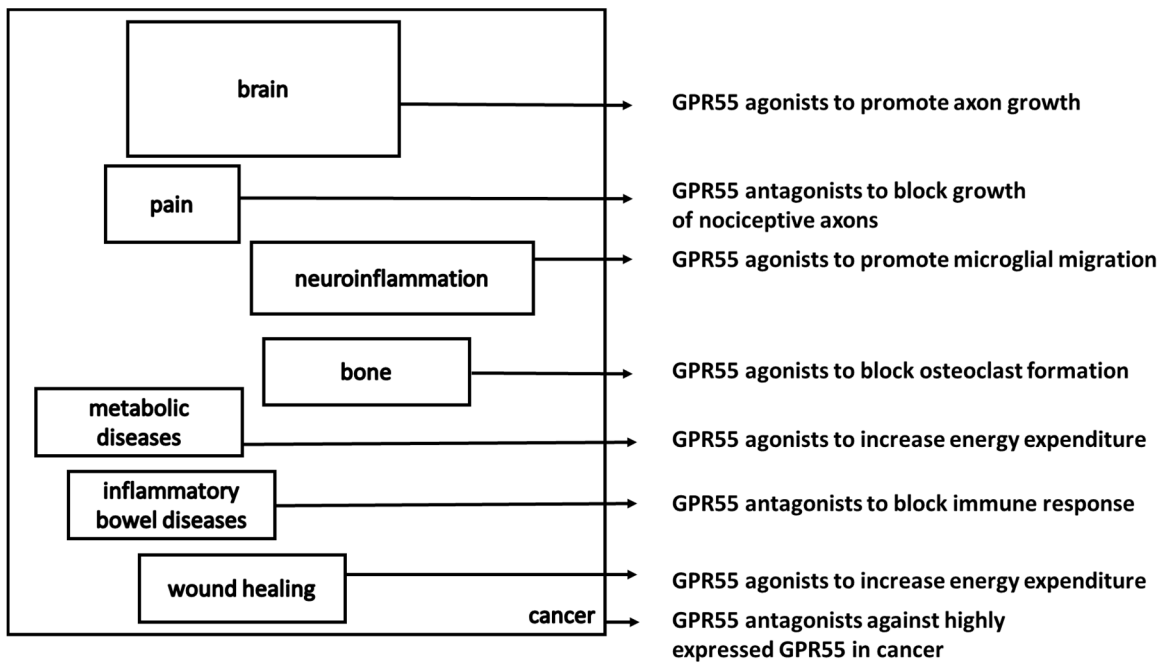 brain
GPR55 agonists to promote axon growth
pain
GPR55 antagonists to block growth
of nociceptive axons
neuroinflammation
GPR55 agonists to promote microglial migration
bone
GPR55 agonists to block osteoclast formation
metabolic
diseases
GPR55 agonists to increase energy expenditure
inflammatory
bowel diseases
GPR55 antagonists to block immune response
wound healing
GPR55 agonists to increase energy expenditure
cancer
GPR55 antagonists against highly
expressed GPR55 in cancer